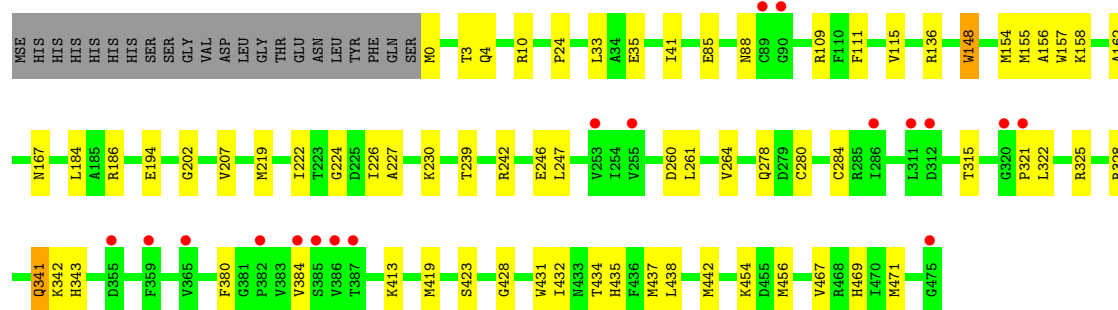 MSE HIS HIS HIS HIS HIS HIS SER SER GLY VAL ASP LEU GLY THR GLU ASN LEU TYR PHE GLN SER M0 T3 Q4 R10 P24 L33 A34 E35 I41 E85 N88 C89 G90 R109 F110 F111 V115 R136 W148 M154 M155 A156 W157 K158 A162
N167 L184 A185 R186 E194 G202 V207 M219 I222 T223 G224 D225 I226 A227 K230 T239 R242 E246 L247 V253 I254 V255 D260 L261 V264 Q278 D279 C280 C284 R285 I286 L311 D312 T315 G320 P321 L322 R325
Q341 K342 H343 D355 F359 V365 F380 G381 P382 V383 V384 S385 V386 T387 K413 M419 S423 G428 W431 I432 N433 T434 H435 F436 M437 L438 M442 K454 D455 M456 V467 R468 H469 I470 M471 G475